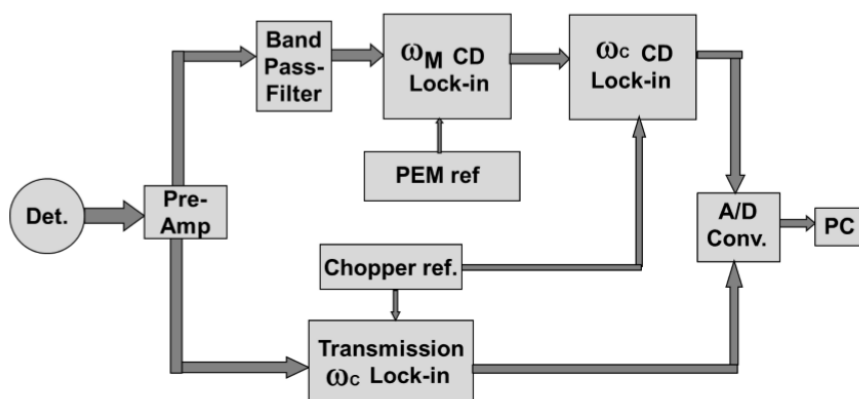 Band
Pass-
Filter
ωM CD
Lock-in
ωc CD
Lock-in
PEM ref
Det.
Pre-
Amp
A/D
Conv.
PC
Chopper ref.
Transmission
ωc Lock-in